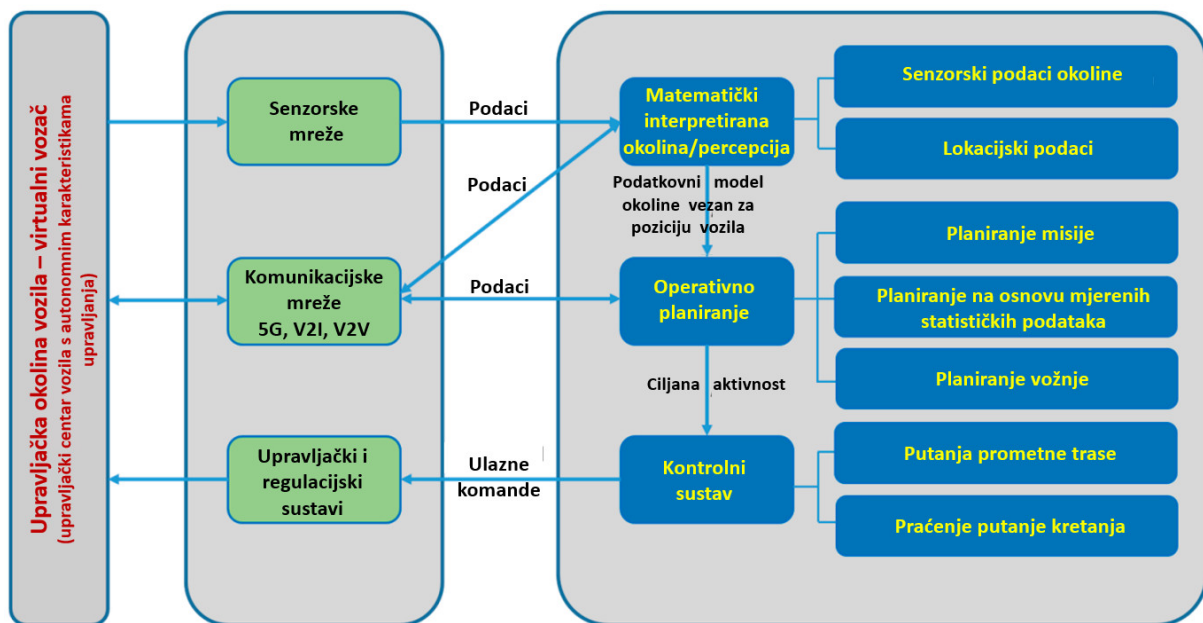 Upravljačka okolina vozila – virtualni vozač
(upravljački centar vozila s autonomnim karakteristikama
upravljanja)
Senzorske
mreže
Podaci
Matematički
interpretirana
okolina/percepcija
Senzorski podaci okoline
Lokacijski podaci
Podaci
Podatkovni model
okoline vezan za
poziciju vozila
Komunikacijske
mreže
5G, V2I, V2V
Podaci
Operativno
planiranje
Planiranje misije
Planiranje na osnovu mjerenih
statističkih podataka
Planiranje vožnje
Ciljana aktivnost
Upravljački i
regulacijski
sustavi
Ulazne
komande
Kontrolni
sustav
Putanja prometne trase
Praćenje putanje kretanja